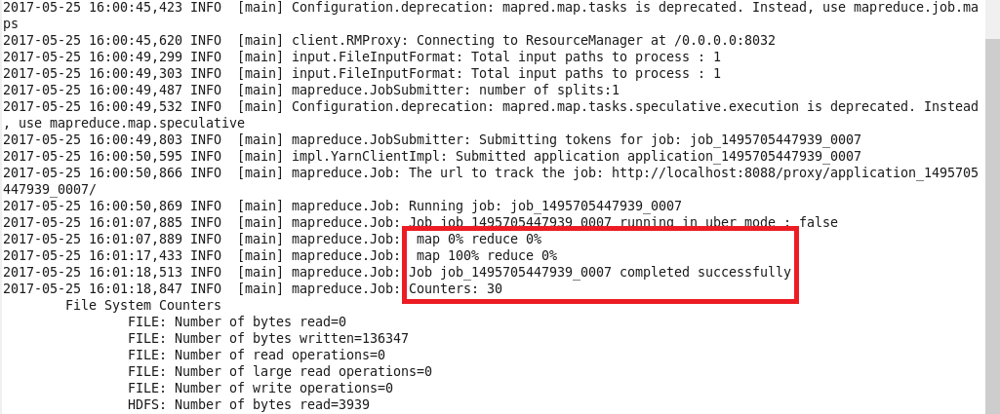 2017-05-25 16:00:45,423 INFO  [main] Configuration.deprecation: mapred.map.tasks is deprecated. Instead, use mapreduce.job.ma
ps
2017-05-25 16:00:45,620 INFO  [main] client.RMProxy: Connecting to ResourceManager at /0.0.0.0:8032
2017-05-25 16:00:49,299 INFO  [main] input.FileInputFormat: Total input paths to process : 1
2017-05-25 16:00:49,303 INFO  [main] input.FileInputFormat: Total input paths to process : 1
2017-05-25 16:00:49,487 INFO  [main] mapreduce.JobSubmitter: number of splits:1
2017-05-25 16:00:49,532 INFO  [main] Configuration.deprecation: mapred.map.tasks.speculative.execution is deprecated. Instead
, use mapreduce.map.speculative
2017-05-25 16:00:49,803 INFO  [main] mapreduce.JobSubmitter: Submitting tokens for job: job_1495705447939_0007
2017-05-25 16:00:50,595 INFO  [main] impl.YarnClientImpl: Submitted application application_1495705447939_0007
2017-05-25 16:00:50,866 INFO  [main] mapreduce.Job: The url to track the job: http://localhost:8088/proxy/application_1495705
447939_0007/
2017-05-25 16:00:50,869 INFO  [main] mapreduce.Job: Running job: job_1495705447939_0007
2017-05-25 16:01:07,885 INFO  [main] mapreduce.Job: Job job_1495705447939_0007 running in uber mode : false
2017-05-25 16:01:07,889 INFO  [main] mapreduce.Job:  map 0% reduce 0%
2017-05-25 16:01:17,433 INFO  [main] mapreduce.Job:  map 100% reduce 0%
2017-05-25 16:01:18,513 INFO  [main] mapreduce.Job: Job job_1495705447939_0007 completed successfully
2017-05-25 16:01:18,847 INFO  [main] mapreduce.Job: Counters: 30
        File System Counters
                FILE: Number of bytes read=0
                FILE: Number of bytes written=136347
                FILE: Number of read operations=0
                FILE: Number of large read operations=0
                FILE: Number of write operations=0
                HDFS: Number of bytes read=3939